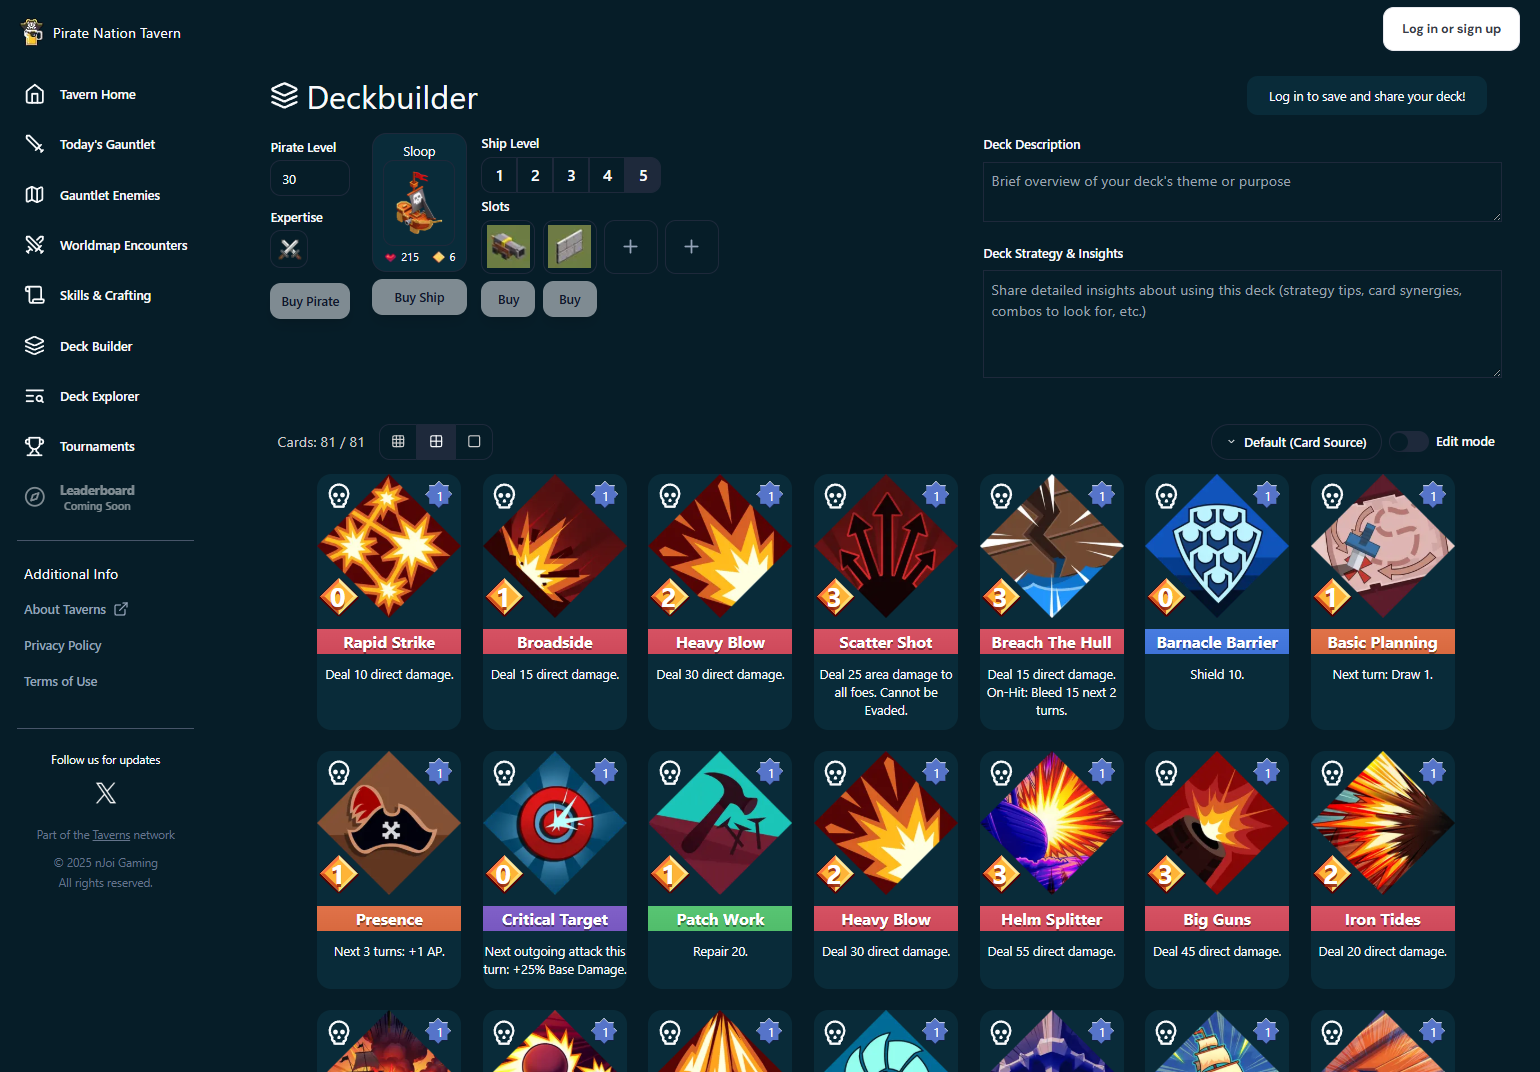 Pirate Nation Tavern
Log in or sign up
Tavern Home
Today's Gauntlet
Gauntlet Enemies
Worldmap Encounters
Skills & Crafting
Deck Builder
Deck Explorer
Tournaments
Leaderboard
Coming Soon
Additional Info
About Taverns
Privacy Policy
Terms of Use
Follow us for updates
Part of the Taverns network
© 2025 nJoi Gaming
All rights reserved.
Deckbuilder
Log in to save and share your deck!
Pirate Level
30
Expertise
Buy Pirate
Sloop
215 6
Buy Ship
Ship Level
1 2 3 4 5
Slots
Buy Buy
Deck Description
Brief overview of your deck's theme or purpose
Deck Strategy & Insights
Share detailed insights about using this deck (strategy tips, card synergies,
combos to look for, etc.)
Cards: 81 / 81
Default (Card Source)
Edit mode
1
0
Rapid Strike
Deal 10 direct damage.
1
1
Broadside
Deal 15 direct damage.
1
2
Heavy Blow
Deal 30 direct damage.
1
3
Scatter Shot
Deal 25 area damage to
all foes. Cannot be
Evaded.
1
3
Breach The Hull
Deal 15 direct damage.
On-Hit: Bleed 15 next 2
turns.
1
0
Barnacle Barrier
Shield 10.
1
1
Basic Planning
Next turn: Draw 1.
1
1
Presence
Next 3 turns: +1 AP.
1
0
Critical Target
Next outgoing attack this
turn: +25% Base Damage.
1
1
Patch Work
Repair 20.
1
2
Heavy Blow
Deal 30 direct damage.
1
3
Helm Splitter
Deal 55 direct damage.
1
3
Big Guns
Deal 45 direct damage.
1
2
Iron Tides
Deal 20 direct damage.
1
1
1
1
1
1
1